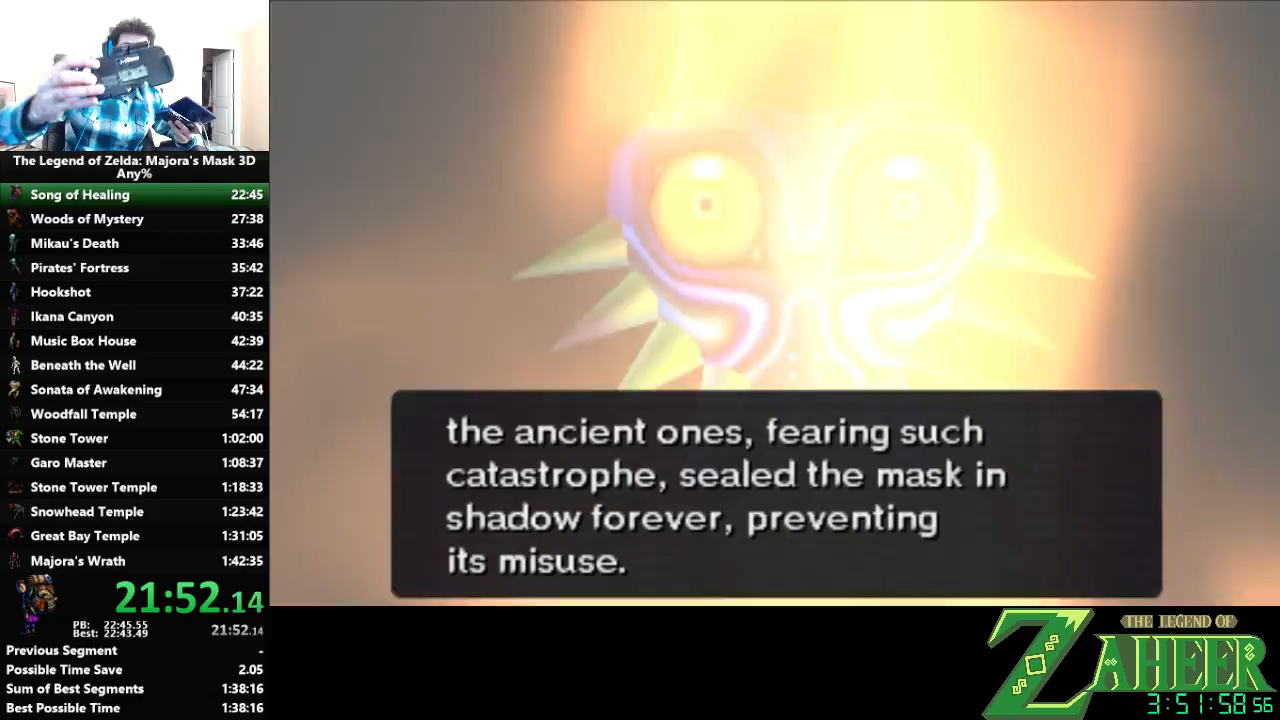 The Legend of Zelda: Majora's Mask 3D
Any%
Song of Healing 22:45
Woods of Mystery 27:38
Mikau's Death 33:46
Pirates' Fortress 35:42
Hookshot 37:22
Ikana Canyon 40:35
Music Box House 42:39
Beneath the Well 44:22
Sonata of Awakening 47:34
Woodfall Temple 54:17
Stone Tower 1:02:00
Garo Master 1:08:37
Stone Tower Temple 1:18:33
Snowhead Temple 1:23:42
Great Bay Temple 1:31:05
Majora's Wrath 1:42:35
21:52.14
PB: 22:45.55
Best: 22:43.49
21:52.14
Previous Segment -
Possible Time Save 2.05
Sum of Best Segments 1:38:16
Best Possible Time 1:38:16
the ancient ones, fearing such
catastrophe, sealed the mask in
shadow forever, preventing
its misuse.
THE LEGEND OF
ZAHEER
3:51:58 56